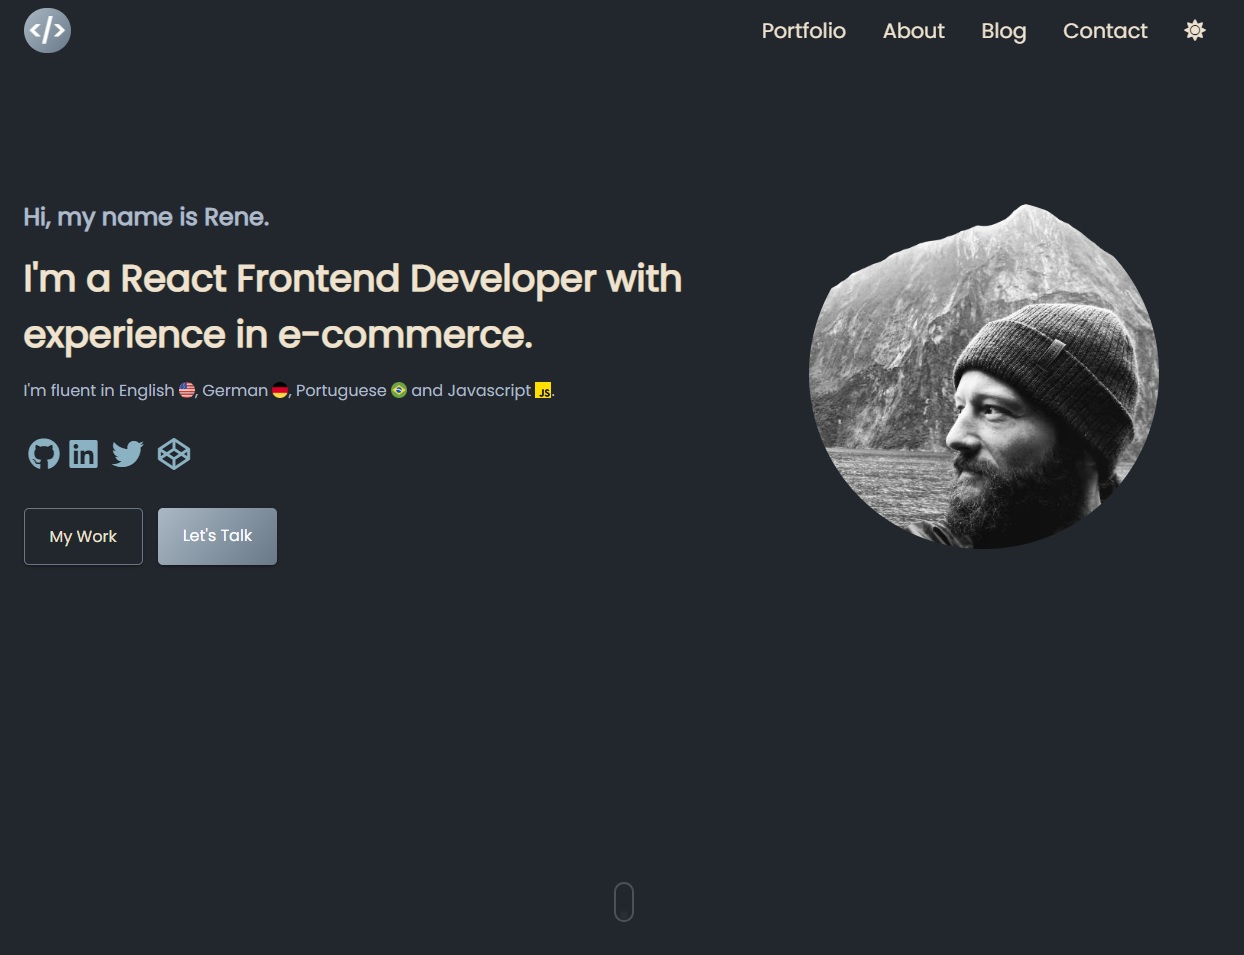 </>
Portfolio About Blog Contact
Hi, my name is Rene.
I'm a React Frontend Developer with
experience in e-commerce.
I'm fluent in English 🇺🇸, German 🇩🇪, Portuguese 🇧🇷 and Javascript JS.
in
My Work Let's Talk